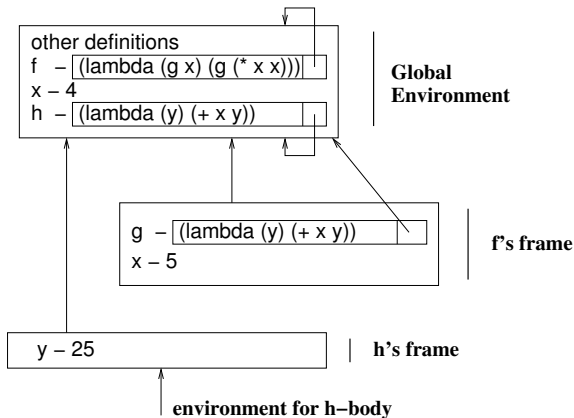 other definitions
f – (lambda (g x) (g (* x x)))
x – 4
h – (lambda (y) (+ x y))
Global
Environment
g – (lambda (y) (+ x y))
x – 5
f's frame
y – 25
h's frame
environment for h–body